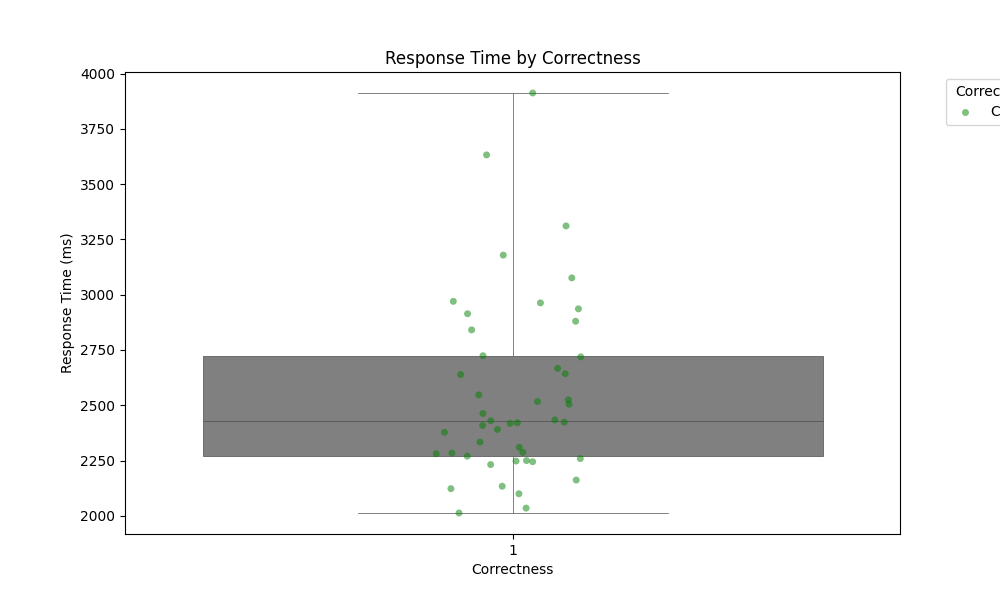 Response Time by Correctness
4000
3750
3500
3250
3000
2750
2500
2250
2000
Response Time (ms)
1
Correctness
Correc
C